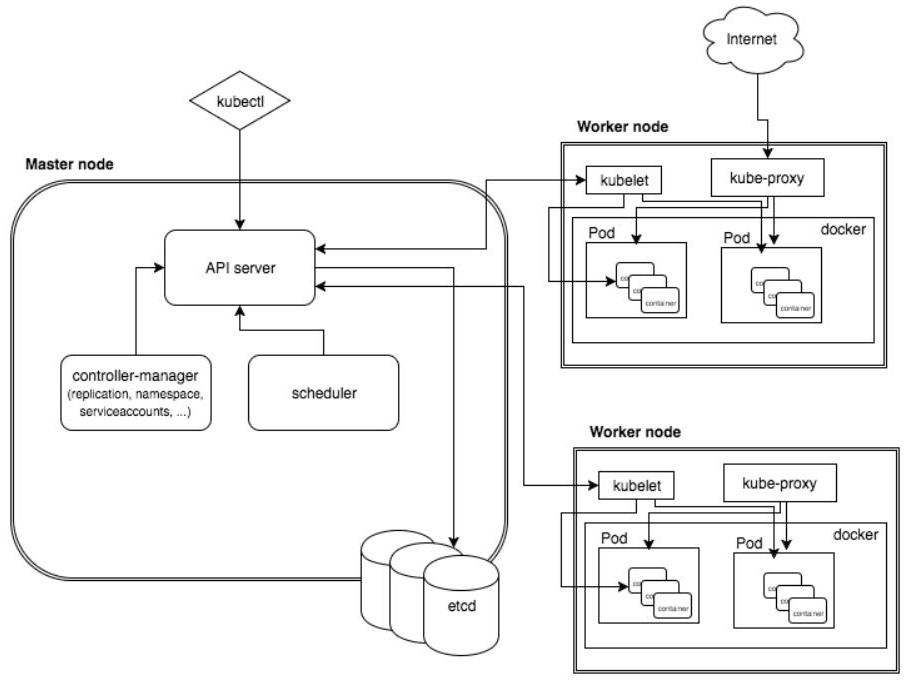 Internet
kubectl
Worker node
Master node
kubelet
kube-proxy
docker
Pod
Pod
container
container
API server
controller-manager
(replication, namespace,
serviceaccounts, ...)
scheduler
Worker node
kubelet
kube-proxy
docker
Pod
Pod
container
container
etcd